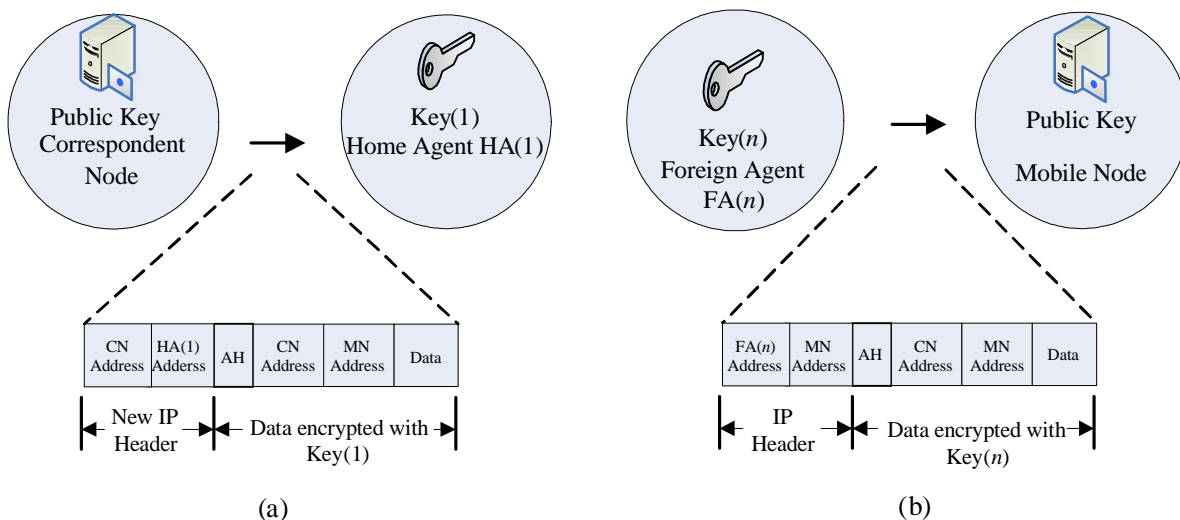 Public Key
Correspondent
Node
Key(1)
Home Agent HA(1)
CN
Address
HA(1)
Adderss
AH
CN
Address
MN
Address
Data
New IP
Header
Data encrypted with
Key(1)
(a)
Key(n)
Foreign Agent
FA(n)
Public Key
Mobile Node
FA(n)
Address
MN
Adderss
AH
CN
Address
MN
Address
Data
IP
Header
Data encrypted with
Key(n)
(b)